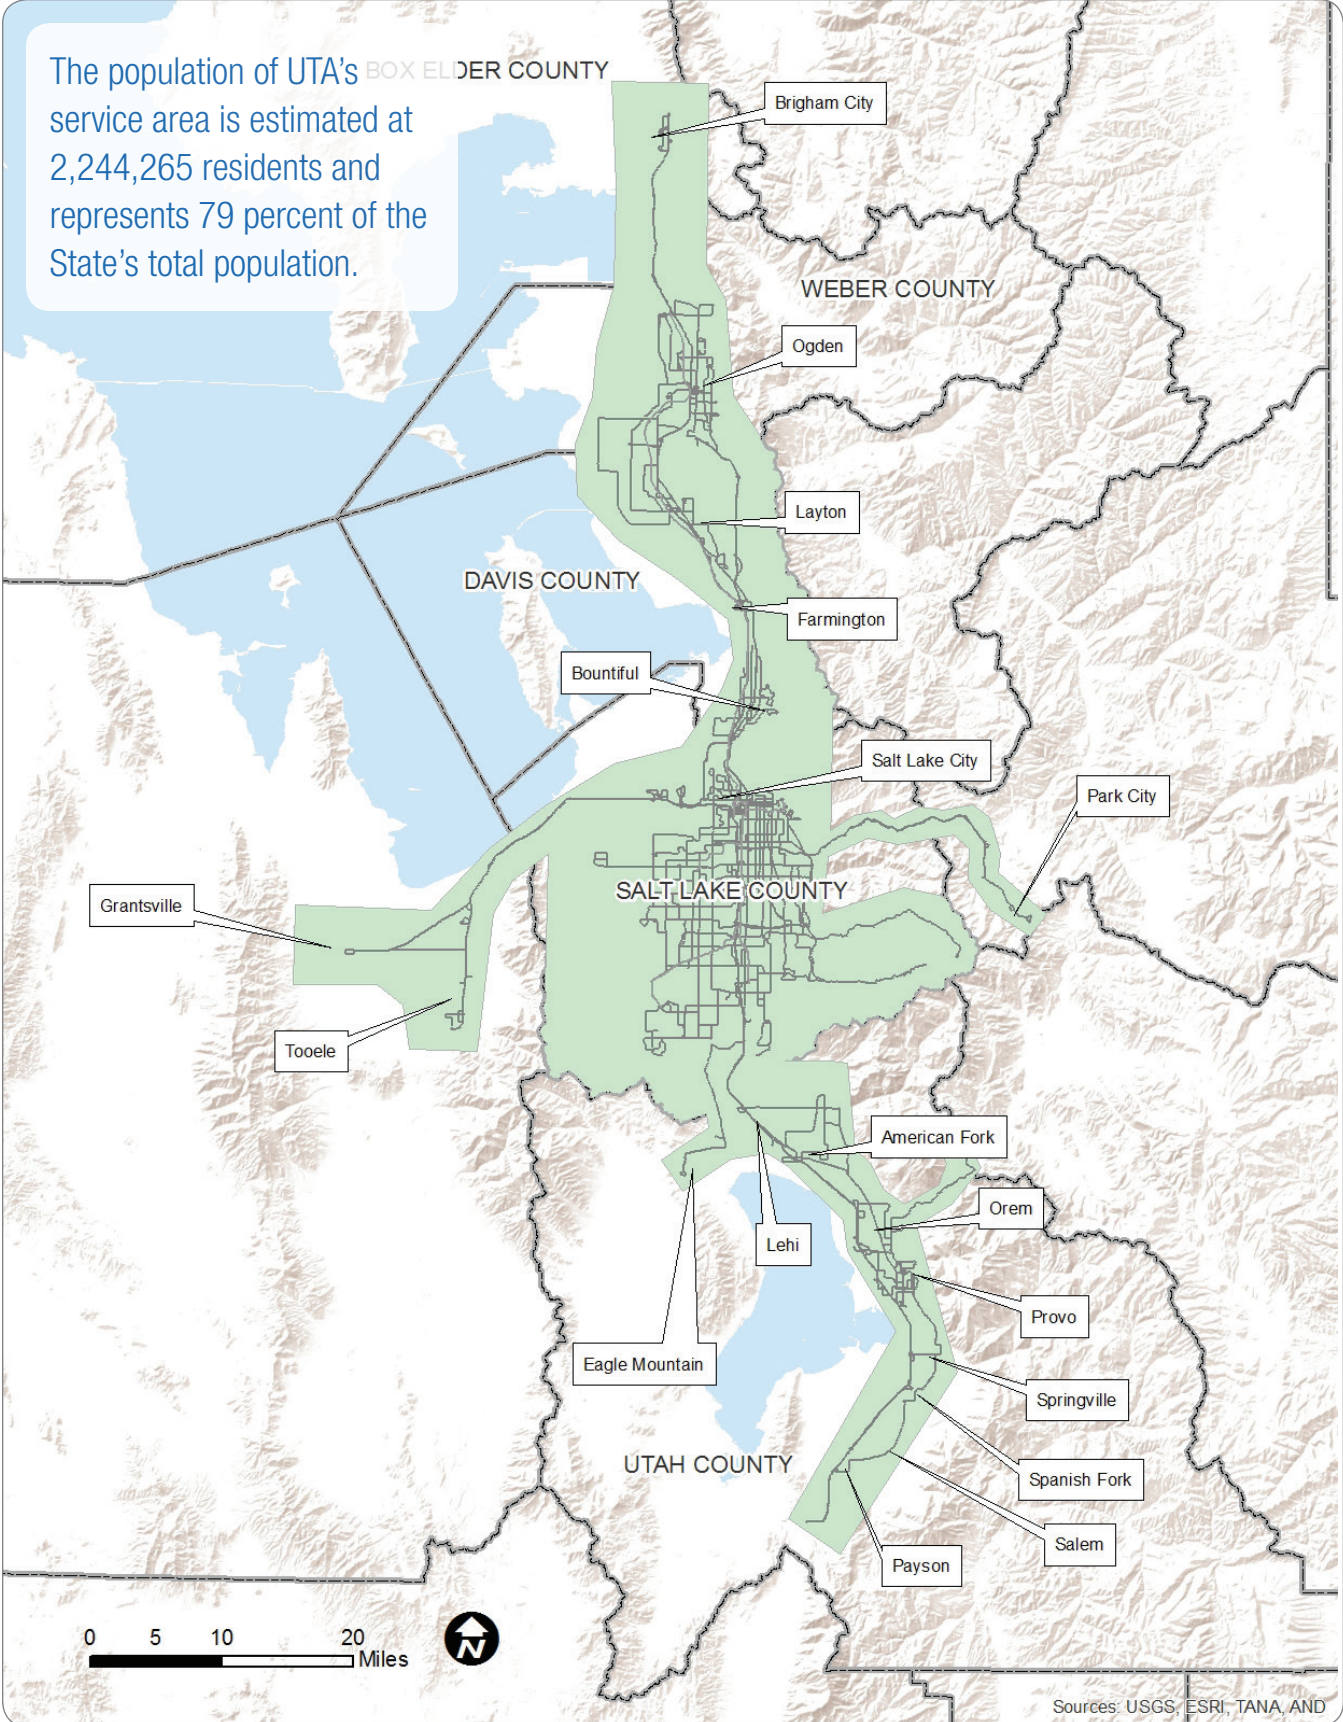 The population of UTA's
service area is estimated at
2,244,265 residents and
represents 79 percent of the
State's total population.
BOX ELDER COUNTY
Brigham City
WEBER COUNTY
Ogden
Layton
DAVIS COUNTY
Farmington
Bountiful
Salt Lake City
Park City
SALT LAKE COUNTY
Grantsville
Tooele
American Fork
Orem
Lehi
Provo
Eagle Mountain
Springville
UTAH COUNTY
Spanish Fork
Salem
Payson
0 5 10 20
Miles
N
Sources: USGS, ESRI, TANA, AND